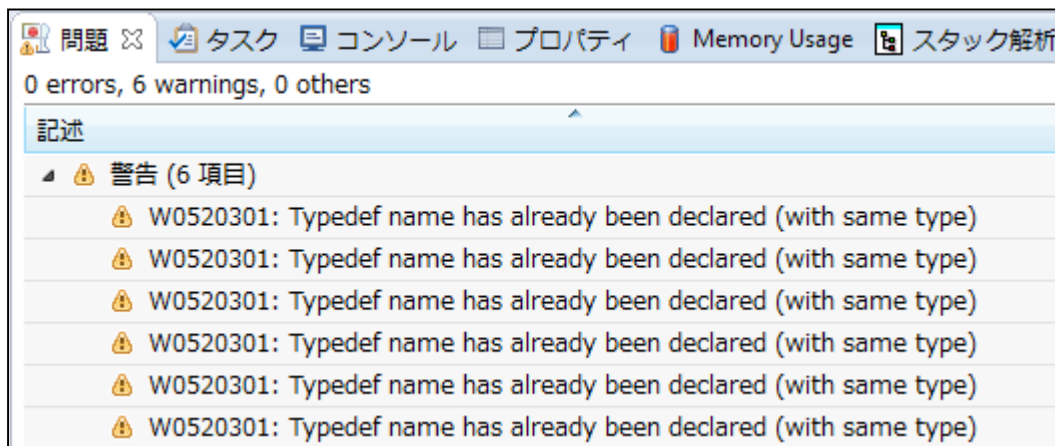 問題 タスク コンソール プロパティ Memory Usage スタック解析
0 errors, 6 warnings, 0 others
記述
警告 (6 項目)
W0520301: Typedef name has already been declared (with same type)
W0520301: Typedef name has already been declared (with same type)
W0520301: Typedef name has already been declared (with same type)
W0520301: Typedef name has already been declared (with same type)
W0520301: Typedef name has already been declared (with same type)
W0520301: Typedef name has already been declared (with same type)